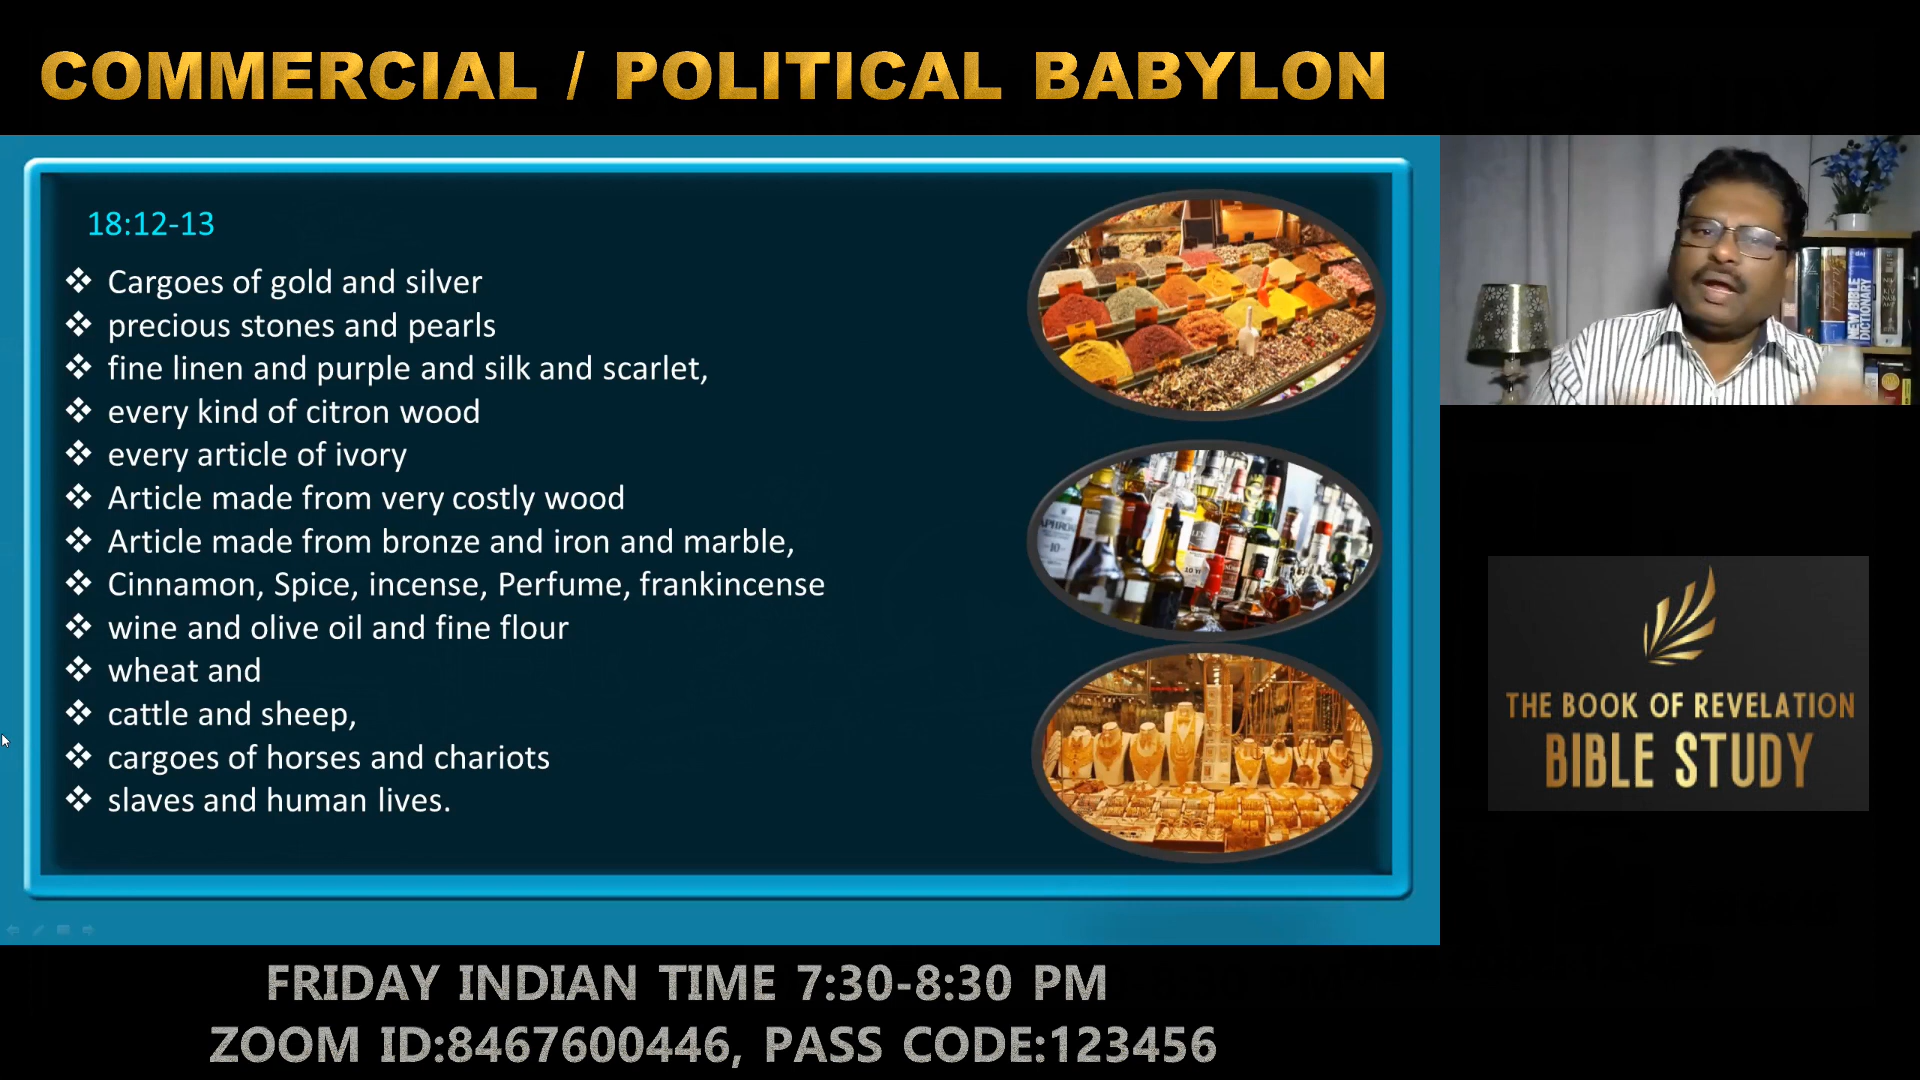 COMMERCIAL / POLITICAL BABYLON
18:12-13
❖ Cargoes of gold and silver
❖ precious stones and pearls
❖ fine linen and purple and silk and scarlet,
❖ every kind of citron wood
❖ every article of ivory
❖ Article made from very costly wood
❖ Article made from bronze and iron and marble,
❖ Cinnamon, Spice, incense, Perfume, frankincense
❖ wine and olive oil and fine flour
❖ wheat and
❖ cattle and sheep,
❖ cargoes of horses and chariots
❖ slaves and human lives.
NEW BIBLE
DICTIONARY
THE BOOK OF REVELATION
BIBLE STUDY
FRIDAY INDIAN TIME 7:30-8:30 PM
ZOOM ID:8467600446, PASS CODE:123456